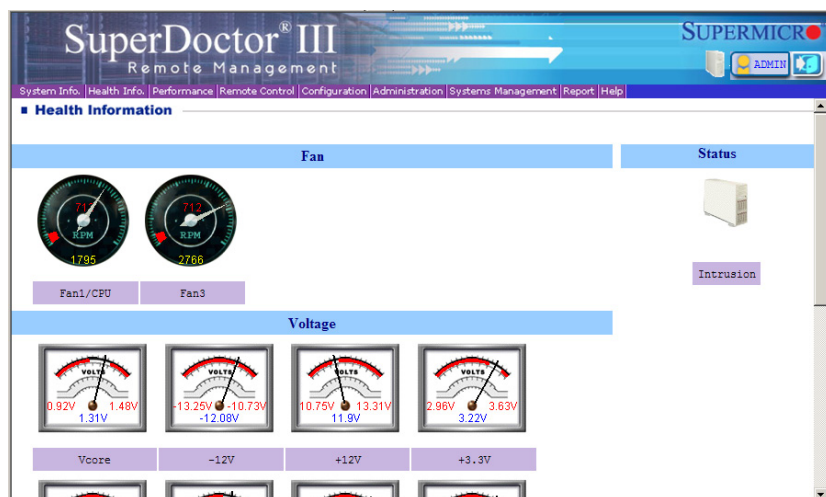 SuperDoctor® III
Remote Management
SUPERMICR
ADMIN
System Info. Health Info. Performance Remote Control Configuration Administration Systems Management Report Help
Health Information
Fan
Status
712
RPM
2766
RPM
1795
Fan1/CPU
Fan3
Intrusion
Voltage
VOLTS
0.92V 1.48V
1.31V
VOLTS
-13.25V -10.73V
-12.08V
VOLTS
10.75V 13.31V
11.9V
VOLTS
2.96V 3.63V
3.22V
Vcore
-12V
+12V
+3.3V